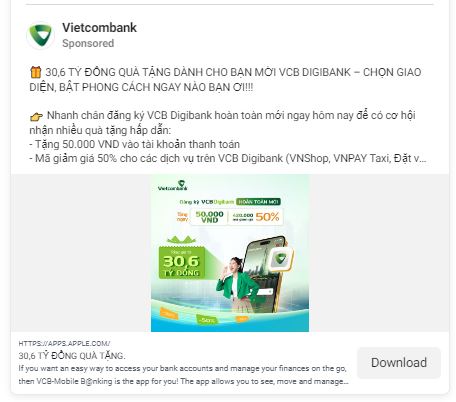 Vietcombank
Sponsored
🎁 30,6 TỶ ĐỒNG QUÀ TẶNG DÀNH CHO BẠN MỚI VCB DIGIBANK – CHỌN GIAO
DIỆN, BẬT PHONG CÁCH NGAY NÀO BẠN ƠI!!!
👉 Nhanh chân đăng ký VCB Digibank hoàn toàn mới ngay hôm nay để có cơ hội
nhận nhiều quà tặng hấp dẫn:
- Tặng 50.000 VND vào tài khoản thanh toán
- Mã giảm giá 50% cho các dịch vụ trên VCB Digibank (VNShop, VNPAY Taxi, Đặt v...
Vietcombank
Đăng ký VCBDigibank HOÀN TOÀN MỚI
Tặng ngay 50.000 VND
50%
30,6
TỶ ĐỒNG
HTTPS://APPS.APPLE.COM/
30,6 TỶ ĐỒNG QUÀ TẶNG.
If you want an easy way to access your bank accounts and manage your finances on the go,
then VCB-Mobile B@nking is the app for you! The app allows you to see, move and manage...
Download